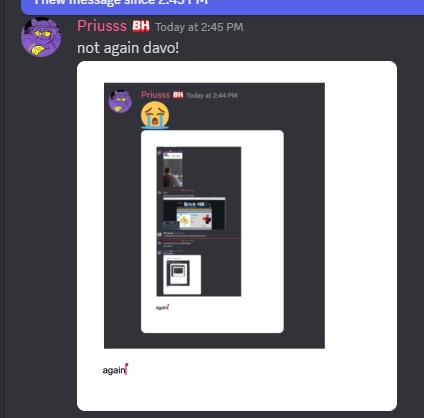 1 new message since 2:45 PM
Priusss BH Today at 2:45 PM
not again davo!
Priusss BH Today at 2:44 PM
Brick Hill
again
again